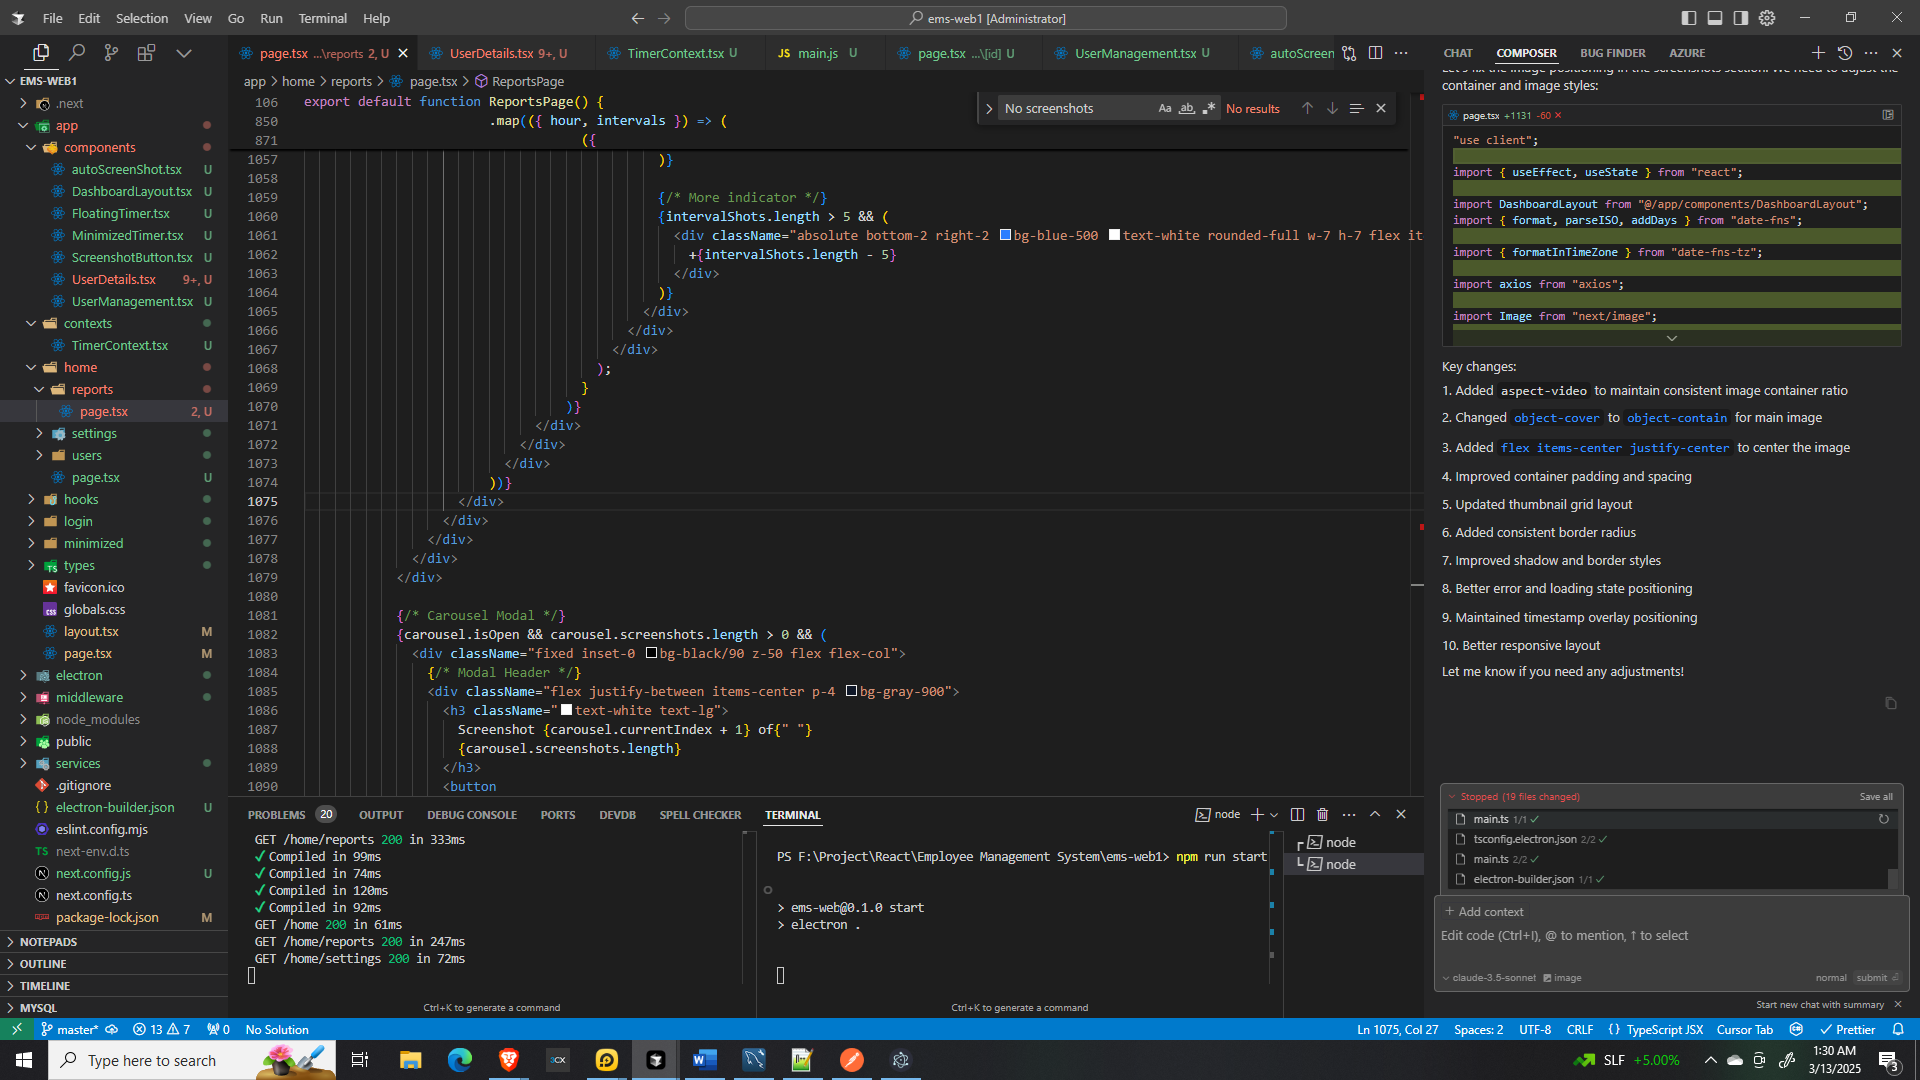 File Edit Selection View Go Run Terminal Help
ems-web1 [Administrator]
page.tsx ...\reports 2, U
UserDetails.tsx 9+, U
TimerContext.tsx U
JS main.js U
page.tsx ...\[id] U
UserManagement.tsx U
autoScreen
CHAT COMPOSER BUG FINDER AZURE
EMS-WEB1
.next
app
components
autoScreenShot.tsx U
DashboardLayout.tsx U
FloatingTimer.tsx U
MinimizedTimer.tsx U
ScreenshotButton.tsx U
UserDetails.tsx 9+, U
UserManagement.tsx U
contexts
TimerContext.tsx U
home
reports
page.tsx 2, U
settings
users
page.tsx U
hooks
login
minimized
types
favicon.ico
globals.css
layout.tsx M
page.tsx M
electron
middleware
node_modules
public
services
.gitignore
electron-builder.json U
eslint.config.mjs
TS next-env.d.ts
next.config.js U
next.config.ts
package-lock.json M
NOTEPADS
OUTLINE
TIMELINE
MYSQL
app > home > reports > page.tsx > ReportsPage
No screenshots Aa ab No results
106 export default function ReportsPage() {
850 .map(({ hour, intervals }) => (
871 ({
1057 )}
1058
1059 {/* More indicator */}
1060 {intervalShots.length > 5 && (
1061 <div className="absolute bottom-2 right-2 bg-blue-500 text-white rounded-full w-7 h-7 flex it
1062 +{intervalShots.length - 5}
1063 </div>
1064 )}
1065 </div>
1066 </div>
1067 </div>
1068 );
1069 }
1070 )}
1071 </div>
1072 </div>
1073 </div>
1074 ))}
1075 </div>
1076 </div>
1077 </div>
1078 </div>
1079 </div>
1080
1081 {/* Carousel Modal */}
1082 {carousel.isOpen && carousel.screenshots.length > 0 && (
1083 <div className="fixed inset-0 bg-black/90 z-50 flex flex-col">
1084 {/* Modal Header */}
1085 <div className="flex justify-between items-center p-4 bg-gray-900">
1086 <h3 className="text-white text-lg">
1087 Screenshot {carousel.currentIndex + 1} of{" "}
1088 {carousel.screenshots.length}
1089 </h3>
1090 <button
PROBLEMS 20 OUTPUT DEBUG CONSOLE PORTS DEVDB SPELL CHECKER TERMINAL
node
GET /home/reports 200 in 333ms
✓ Compiled in 99ms
✓ Compiled in 74ms
✓ Compiled in 120ms
✓ Compiled in 92ms
GET /home 200 in 61ms
GET /home/reports 200 in 247ms
GET /home/settings 200 in 72ms
Ctrl+K to generate a command
PS F:\Project\React\Employee Management System\ems-web1> npm run start
> ems-web@0.1.0 start
> electron .
Ctrl+K to generate a command
node
node
container and image styles:
page.tsx +1131 -60
"use client";
import { useEffect, useState } from "react";
import DashboardLayout from "@/app/components/DashboardLayout";
import { format, parseISO, addDays } from "date-fns";
import { formatInTimeZone } from "date-fns-tz";
import axios from "axios";
import Image from "next/image";
Key changes:
1. Added aspect-video to maintain consistent image container ratio
2. Changed object-cover to object-contain for main image
3. Added flex items-center justify-center to center the image
4. Improved container padding and spacing
5. Updated thumbnail grid layout
6. Added consistent border radius
7. Improved shadow and border styles
8. Better error and loading state positioning
9. Maintained timestamp overlay positioning
10. Better responsive layout
Let me know if you need any adjustments!
Stopped (19 files changed) Save all
main.ts 1/1
tsconfig.electron.json 2/2
main.ts 2/2
electron-builder.json 1/1
+ Add context
Edit code (Ctrl+I), @ to mention, ↑ to select
claude-3.5-sonnet image normal submit
Start new chat with summary
master* 13 7 0 No Solution
Ln 1075, Col 27 Spaces: 2 UTF-8 CRLF {} TypeScript JSX Cursor Tab Prettier
Type here to search
SLF +5.00%
1:30 AM
3/13/2025
3